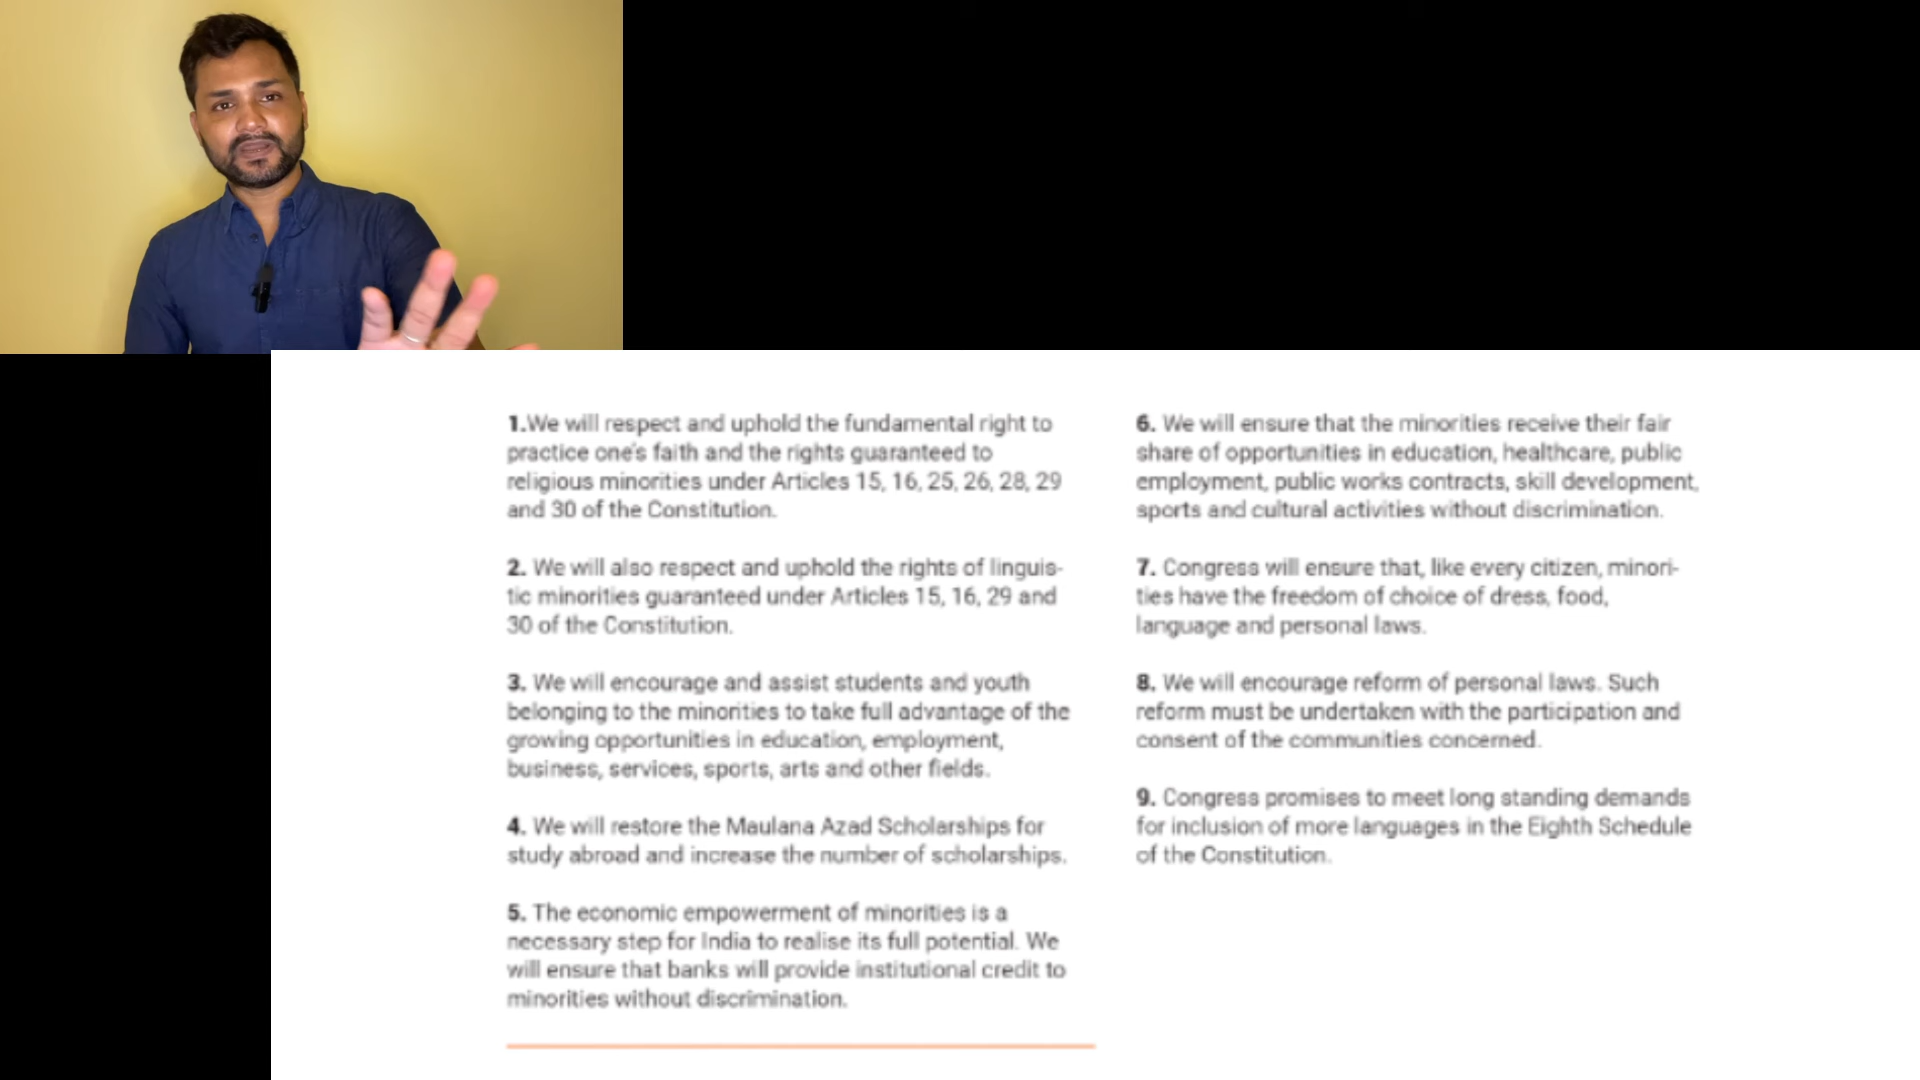 1.We will respect and uphold the fundamental right to
practice one's faith and the rights guaranteed to
religious minorities under Articles 15, 16, 25, 26, 28, 29
and 30 of the Constitution.
2. We will also respect and uphold the rights of linguis-
tic minorities guaranteed under Articles 15, 16, 29 and
30 of the Constitution.
3. We will encourage and assist students and youth
belonging to the minorities to take full advantage of the
growing opportunities in education, employment,
business, services, sports, arts and other fields.
4. We will restore the Maulana Azad Scholarships for
study abroad and increase the number of scholarships.
5. The economic empowerment of minorities is a
necessary step for India to realise its full potential. We
will ensure that banks will provide institutional credit to
minorities without discrimination.
6. We will ensure that the minorities receive their fair
share of opportunities in education, healthcare, public
employment, public works contracts, skill development,
sports and cultural activities without discrimination.
7. Congress will ensure that, like every citizen, minori-
ties have the freedom of choice of dress, food,
language and personal laws.
8. We will encourage reform of personal laws. Such
reform must be undertaken with the participation and
consent of the communities concerned.
9. Congress promises to meet long standing demands
for inclusion of more languages in the Eighth Schedule
of the Constitution.